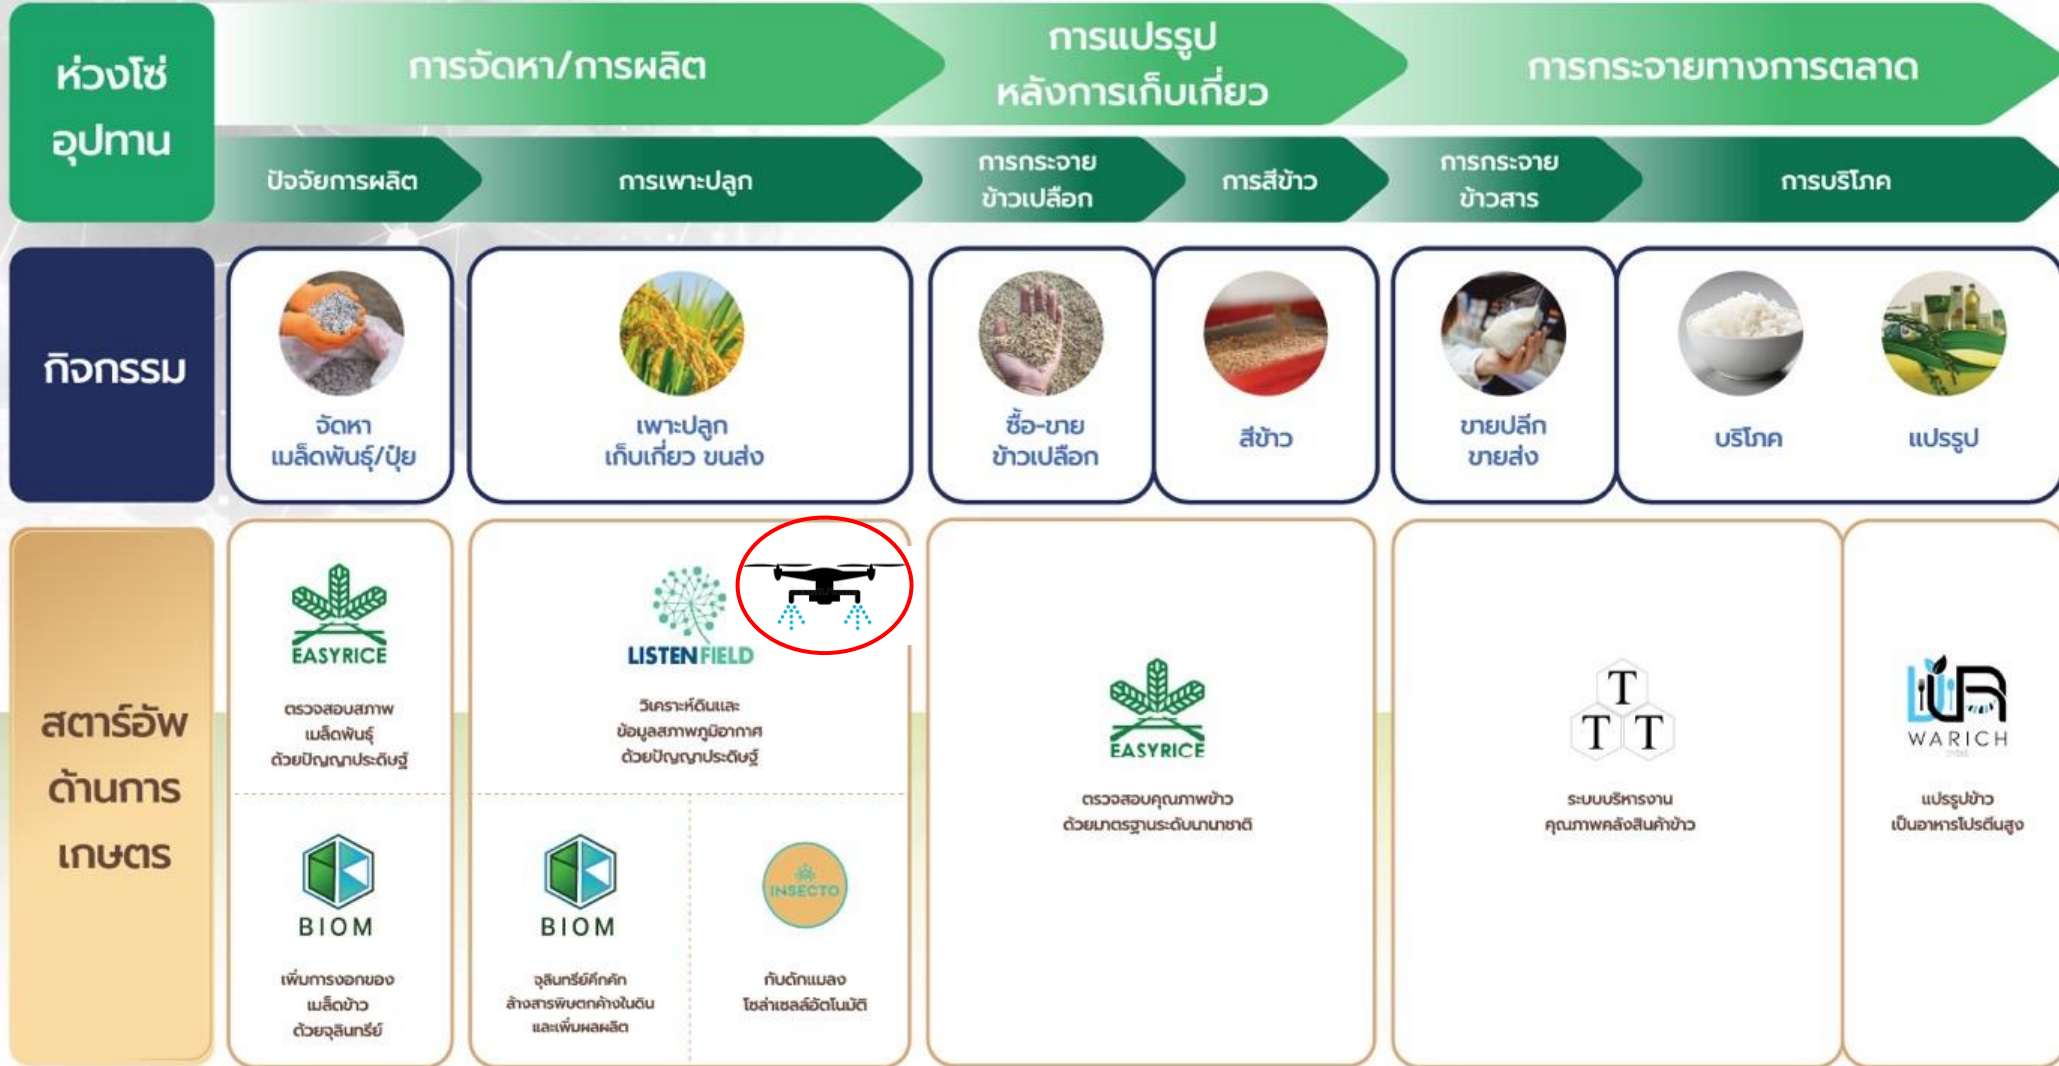 ห่วงโซ่
อุปทาน
การจัดหา/การผลิต
การแปรรูป
หลังการเก็บเกี่ยว
การกระจายทางการตลาด
ปัจจัยการผลิต
การเพาะปลูก
การกระจาย
ข้าวเปลือก
การสีข้าว
การกระจาย
ข้าวสาร
การบริโภค
กิจกรรม
จัดหา
เมล็ดพันธุ์/ปุ๋ย
เพาะปลูก
เก็บเกี่ยว ขนส่ง
ซื้อ-ขาย
ข้าวเปลือก
สีข้าว
ขายปลีก
ขายส่ง
บริโภค
แปรรูป
สตาร์อัพ
ด้านการ
เกษตร
EASYRICE
ตรวจสอบสภาพ
เมล็ดพันธุ์
ด้วยปัญญาประดิษฐ์
BIOM
เพิ่มการงอกของ
เมล็ดข้าว
ด้วยจุลินทรีย์
LISTENFIELD
วิเคราะห์ดินและ
ข้อมูลสภาพภูมิอากาศ
ด้วยปัญญาประดิษฐ์
BIOM
จุลินทรีย์คึกคัก
ล้างสารพิษตกค้างในดิน
และเพิ่มผลผลิต
INSECTO
กับดักแมลง
โซล่าเซลล์อัตโนมัติ
EASYRICE
ตรวจสอบคุณภาพข้าว
ด้วยมาตรฐานระดับนานาชาติ
T
T T
ระบบบริหารงาน
คุณภาพคลังสินค้าข้าว
WARICH
แปรรูปข้าว
เป็นอาหารโปรตีนสูง